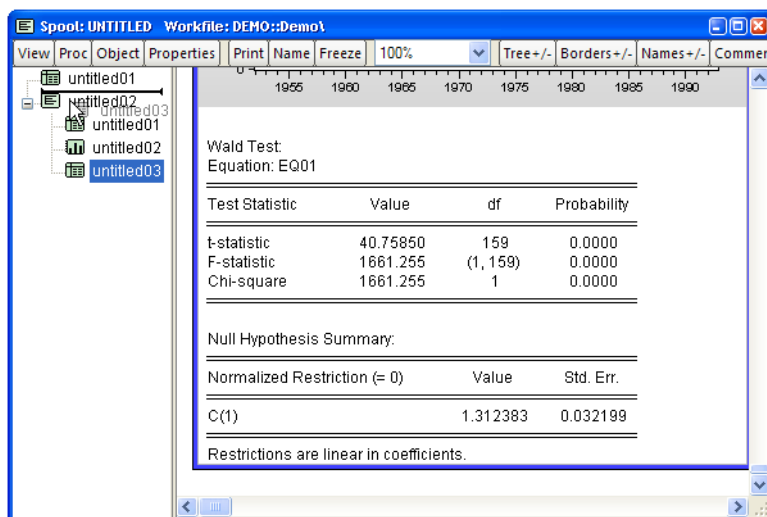 Spool: UNTITLED   Workfile: DEMO::Demo\
View Proc Object Properties Print Name Freeze 100% Tree+/- Borders+/- Names+/- Commer
untitled01
untitled02
untitled03
untitled01
untitled02
untitled03
0
1955 1960 1965 1970 1975 1980 1985 1990
Wald Test:
Equation: EQ01
Test Statistic Value df Probability
t-statistic 40.75850 159 0.0000
F-statistic 1661.255 (1, 159) 0.0000
Chi-square 1661.255 1 0.0000
Null Hypothesis Summary:
Normalized Restriction (= 0) Value Std. Err.
C(1) 1.312383 0.032199
Restrictions are linear in coefficients.